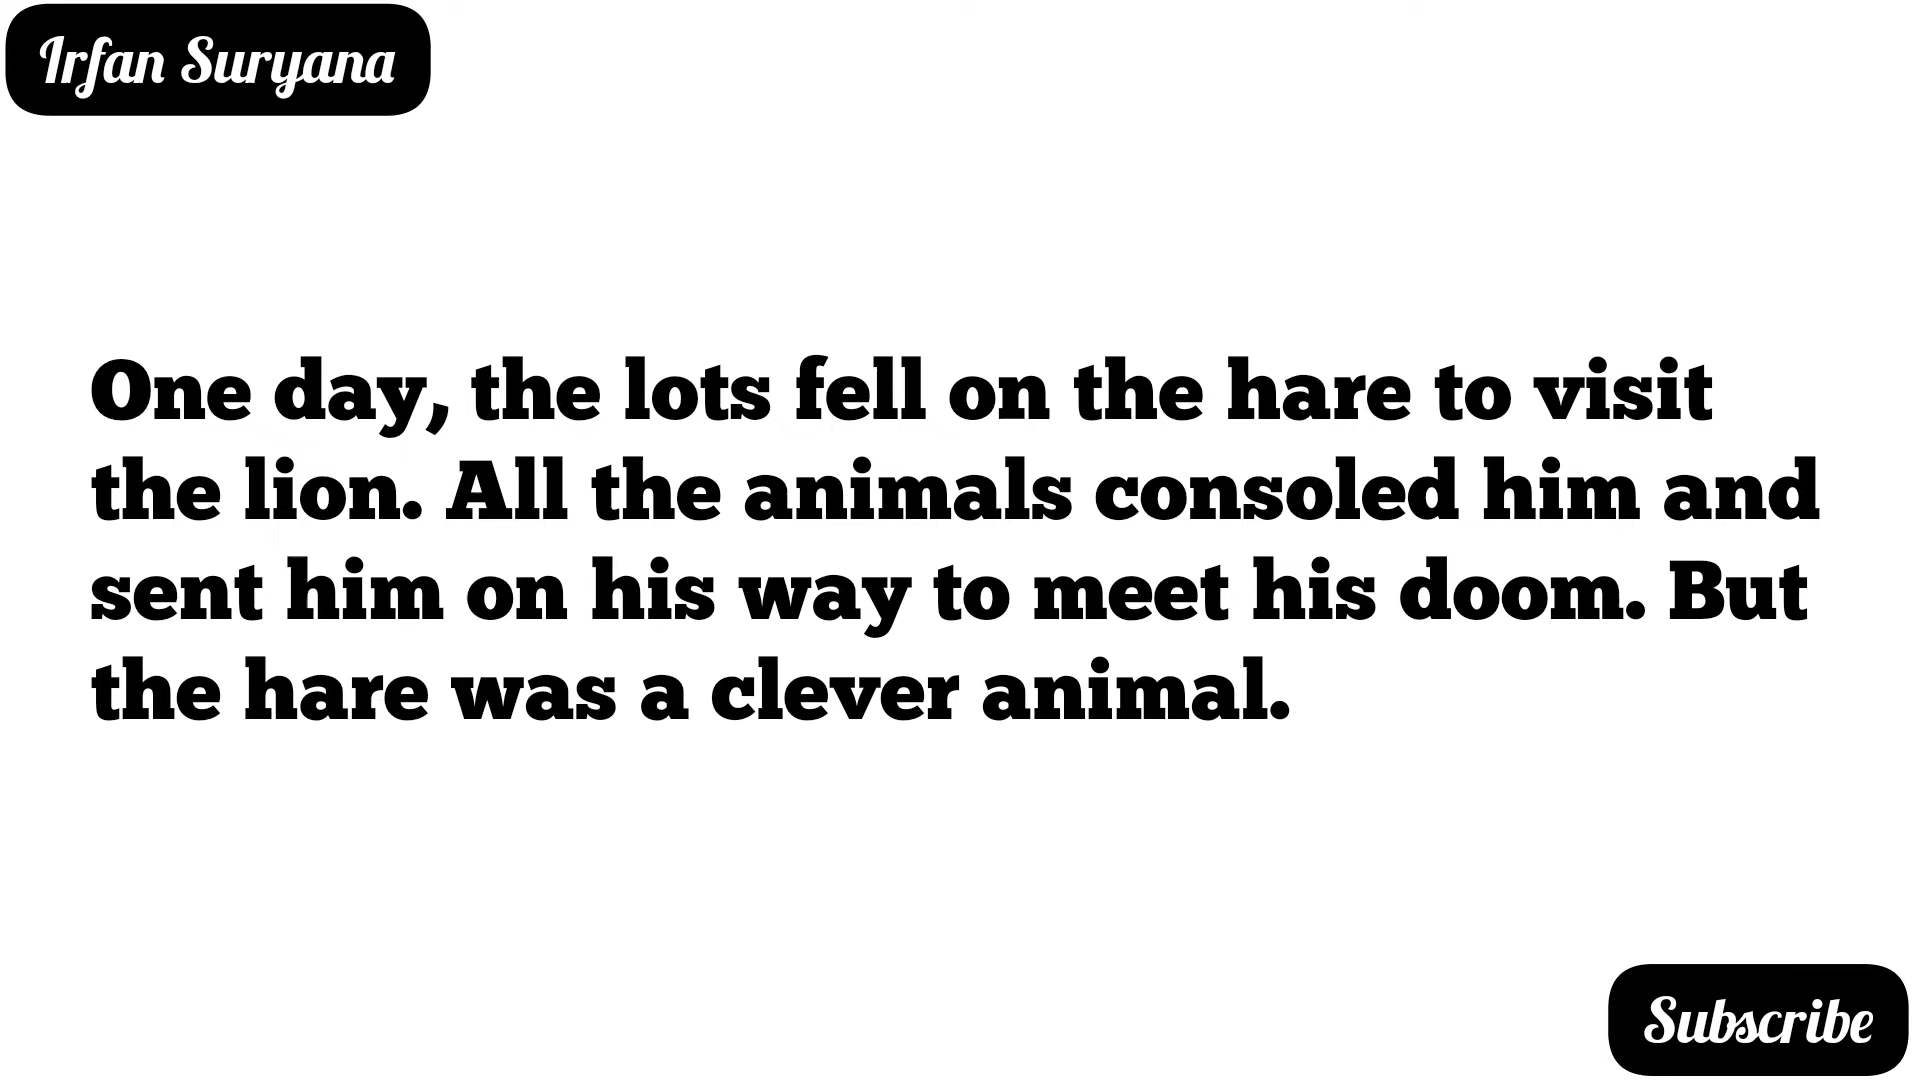 Irfan Suryana
One day, the lots fell on the hare to visit
the lion. All the animals consoled him and
sent him on his way to meet his doom. But
the hare was a clever animal.
Subscribe